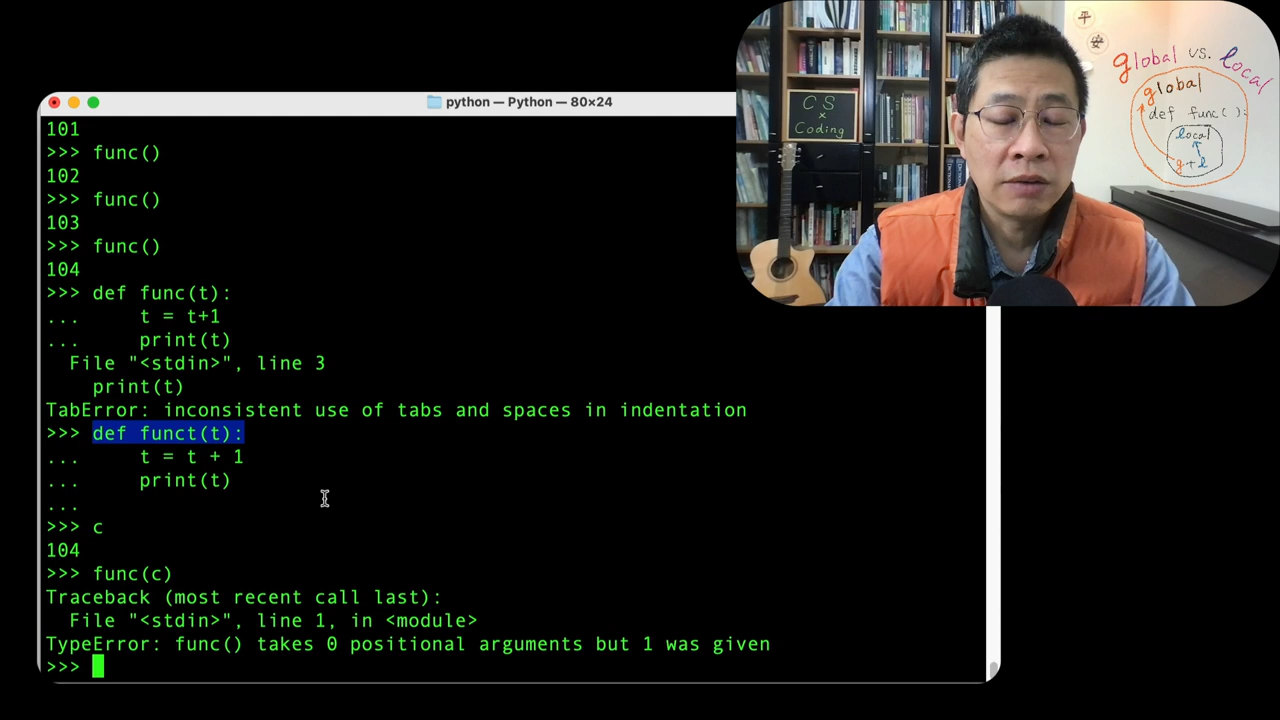 python — Python — 80×24
101
>>> func()
102
>>> func()
103
>>> func()
104
>>> def func(t):
...     t = t+1
...     print(t)
  File "<stdin>", line 3
    print(t)
TabError: inconsistent use of tabs and spaces in indentation
>>> def funct(t):
...     t = t + 1
...     print(t)
...
>>> c
104
>>> func(c)
Traceback (most recent call last):
  File "<stdin>", line 1, in <module>
TypeError: func() takes 0 positional arguments but 1 was given
>>>
CS
×
Coding
平
安
global vs. local
global
def func():
local
g+l